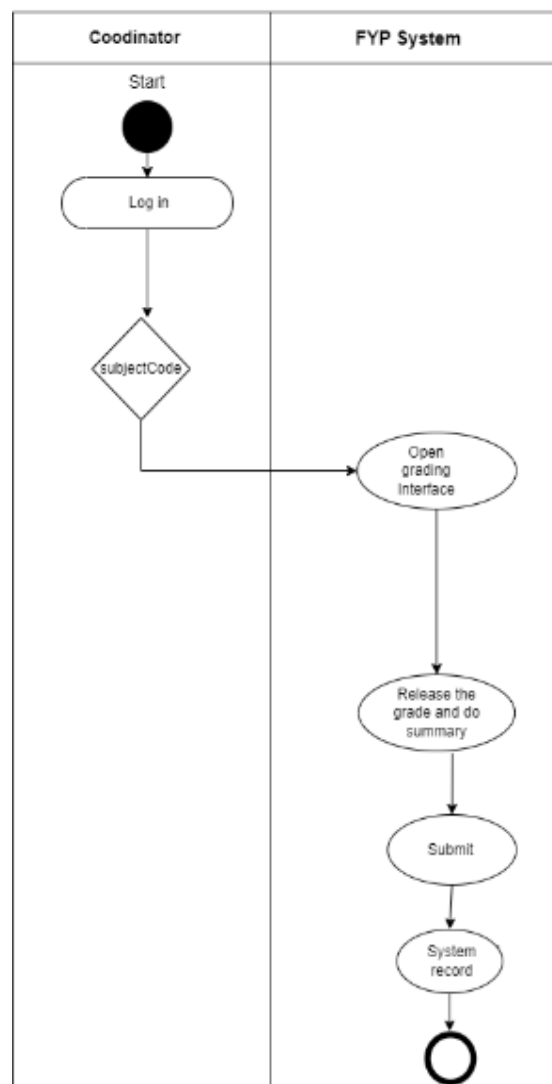 Coodinator
FYP System
Start
Log in
subjectCode
Open
grading
Interface
Release the
grade and do
summary
Submit
System
record